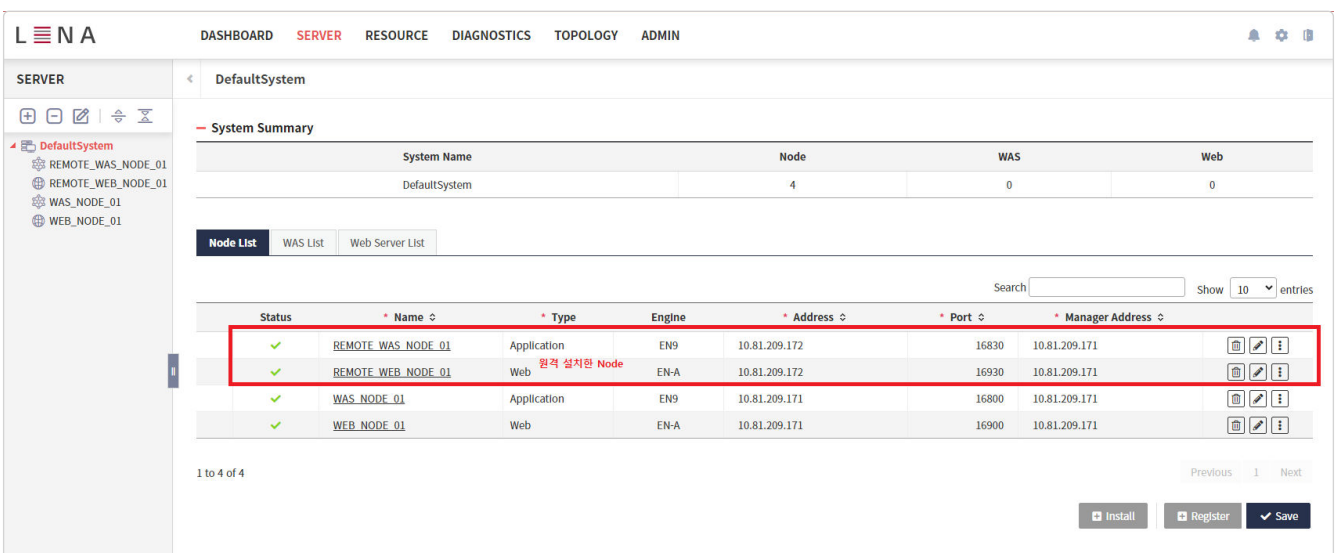 LENA
DASHBOARD SERVER RESOURCE DIAGNOSTICS TOPOLOGY ADMIN
SERVER
DefaultSystem
DefaultSystem
REMOTE_WAS_NODE_01
REMOTE_WEB_NODE_01
WAS_NODE_01
WEB_NODE_01
System Summary
System Name Node WAS Web
DefaultSystem 4 0 0
Node List WAS List Web Server List
Search Show 10 entries
Status * Name * Type Engine * Address * Port * Manager Address
REMOTE_WAS_NODE_01 Application EN9 10.81.209.172 16830 10.81.209.171
원격 설치한 Node
REMOTE_WEB_NODE_01 Web EN-A 10.81.209.172 16930 10.81.209.171
WAS_NODE_01 Application EN9 10.81.209.171 16800 10.81.209.171
WEB_NODE_01 Web EN-A 10.81.209.171 16900 10.81.209.171
1 to 4 of 4
Previous 1 Next
Install Register Save